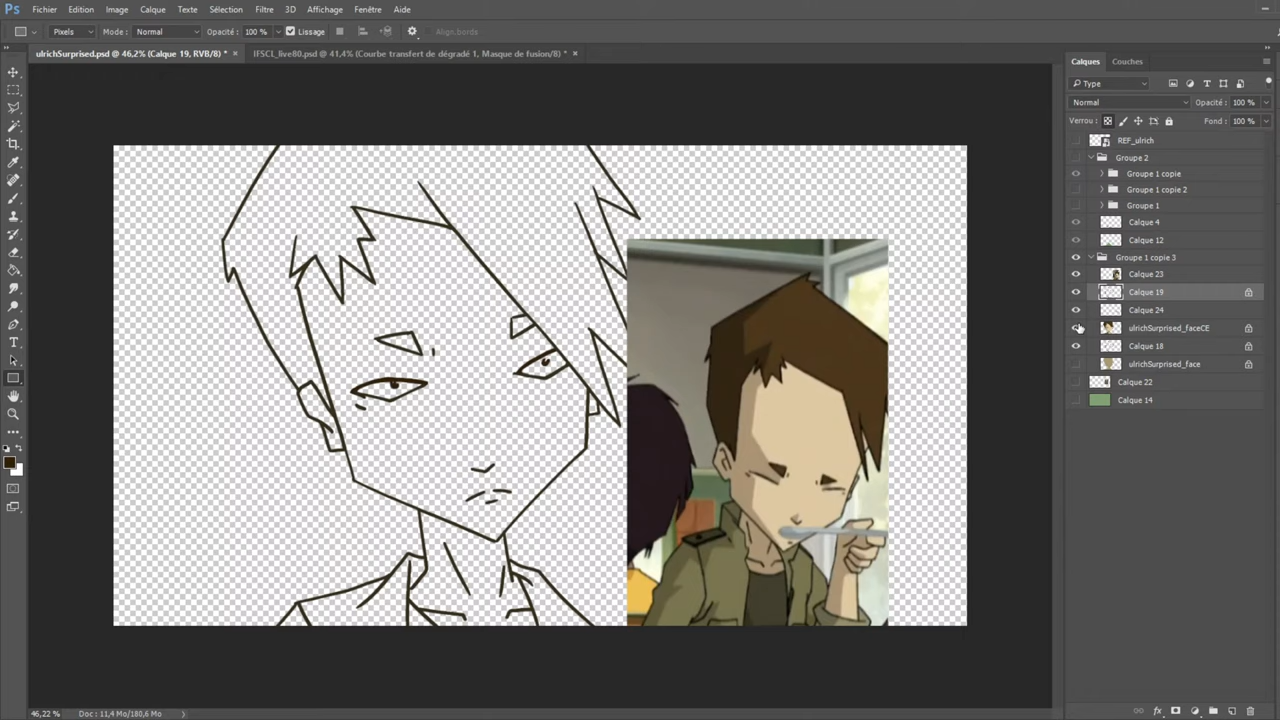 Ps Fichier Edition Image Calque Texte Sélection Filtre 3D Affichage Fenêtre Aide
Pixels Mode : Normal Opacité : 100 % Lissage Align.bords
ulrichSurprised.psd @ 46,2% (Calque 19, RVB/8) * × IFSCL_live80.psd @ 41,4% (Courbe transfert de dégradé 1, Masque de fusion/8) * ×
Calques Couches
Type
Normal Opacité : 100 %
Verrou : Fond : 100 %
REF_ulrich
Groupe 2
Groupe 1 copie
Groupe 1 copie 2
Groupe 1
Calque 4
Calque 12
Groupe 1 copie 3
Calque 23
Calque 19
Calque 24
ulrichSurprised_faceCE
Calque 18
ulrichSurprised_face
Calque 22
Calque 14
46,22 % Doc : 11,4 Mo/180,6 Mo
fx